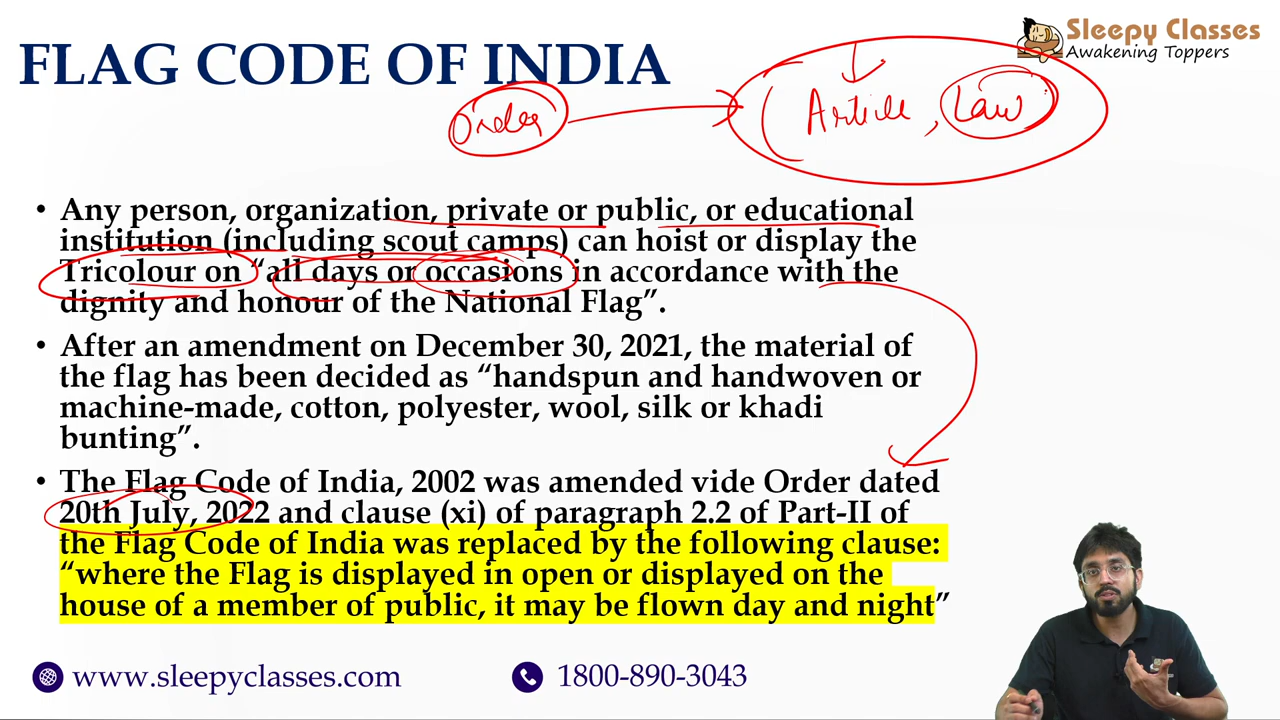 Sleepy Classes
Awakening Toppers
FLAG CODE OF INDIA
Order
(Article, Law)
• Any person, organization, private or public, or educational
institution (including scout camps) can hoist or display the
Tricolour on “all days or occasions in accordance with the
dignity and honour of the National Flag”.
• After an amendment on December 30, 2021, the material of
the flag has been decided as “handspun and handwoven or
machine-made, cotton, polyester, wool, silk or khadi
bunting”.
• The Flag Code of India, 2002 was amended vide Order dated
20th July, 2022 and clause (xi) of paragraph 2.2 of Part-II of
the Flag Code of India was replaced by the following clause:
“where the Flag is displayed in open or displayed on the
house of a member of public, it may be flown day and night”
www.sleepyclasses.com
1800-890-3043